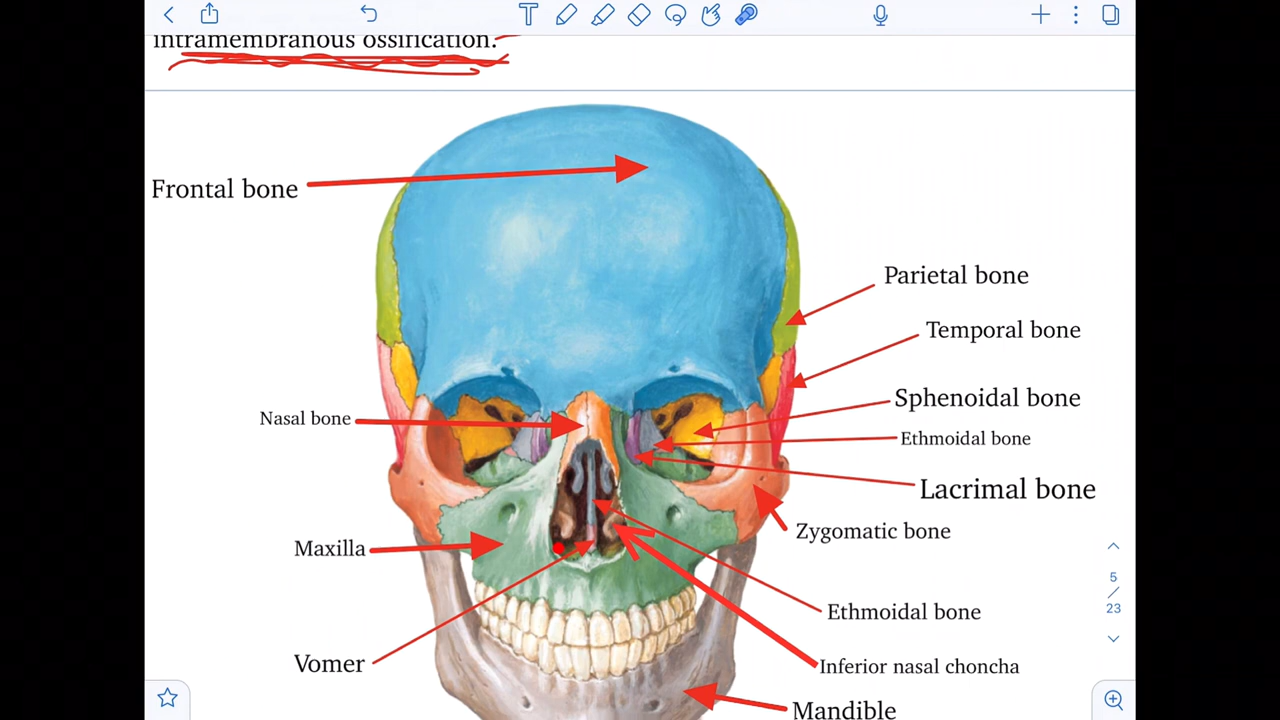 intramembranous ossification.
Frontal bone
Parietal bone
Temporal bone
Sphenoidal bone
Nasal bone
Ethmoidal bone
Lacrimal bone
Zygomatic bone
Maxilla
5
/
23
Ethmoidal bone
Vomer
Inferior nasal choncha
Mandible